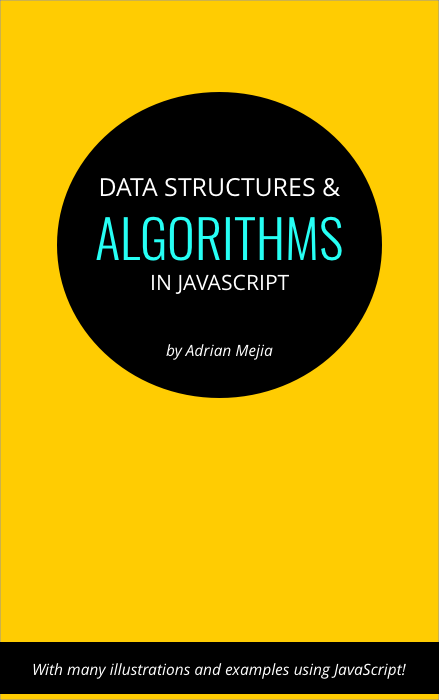 DATA STRUCTURES &
ALGORITHMS
IN JAVASCRIPT
by Adrian Mejia
With many illustrations and examples using JavaScript!